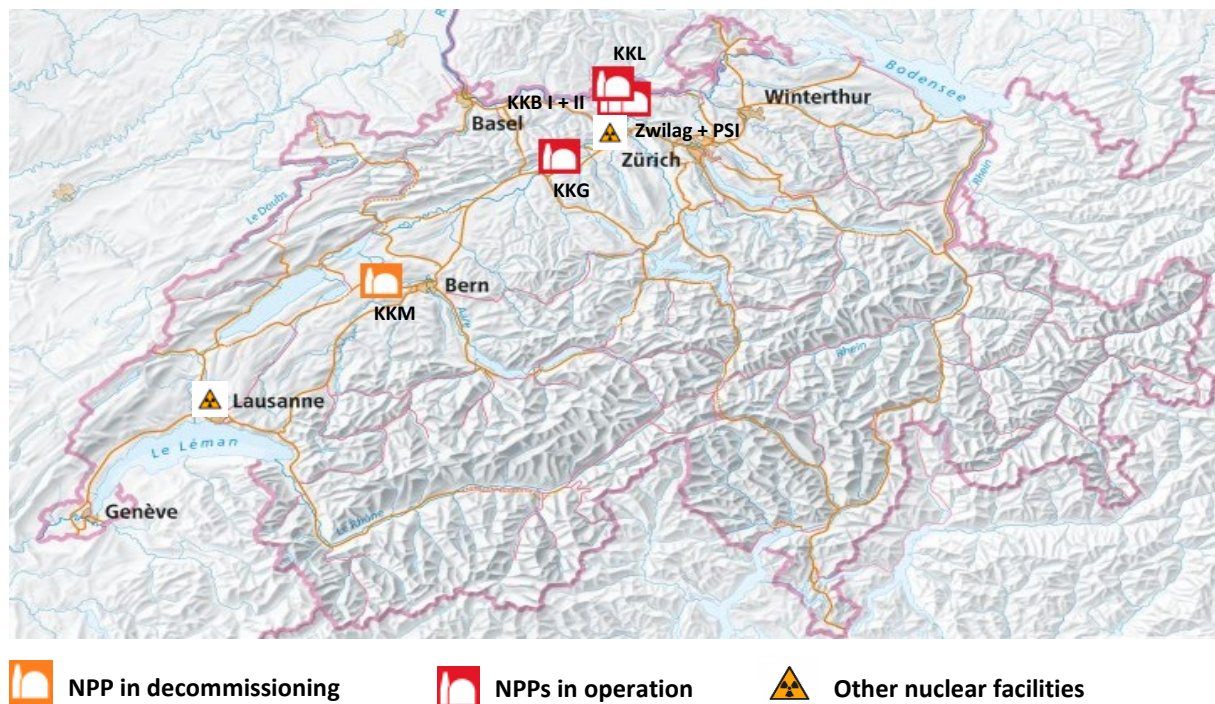 KKL
Bodensee
KKB I + II
Winterthur
Basel
Zwilag + PSI
Zürich
Rhein
KKG
Le Doubs
Bern
KKM
Aare
Rhein
Lausanne
Le Léman
Genève
Le Rhône
NPP in decommissioning
NPPs in operation
Other nuclear facilities